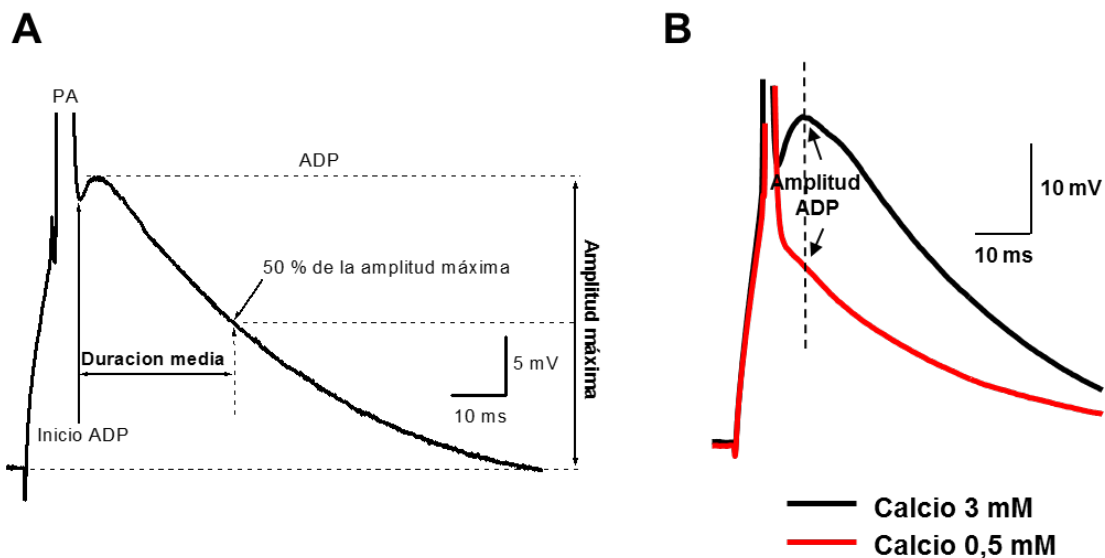 A
PA
ADP
50 % de la amplitud máxima
Duracion media
5 mV
10 ms
Inicio ADP
Amplitud máxima
B
Amplitud
ADP
10 mV
10 ms
Calcio 3 mM
Calcio 0,5 mM